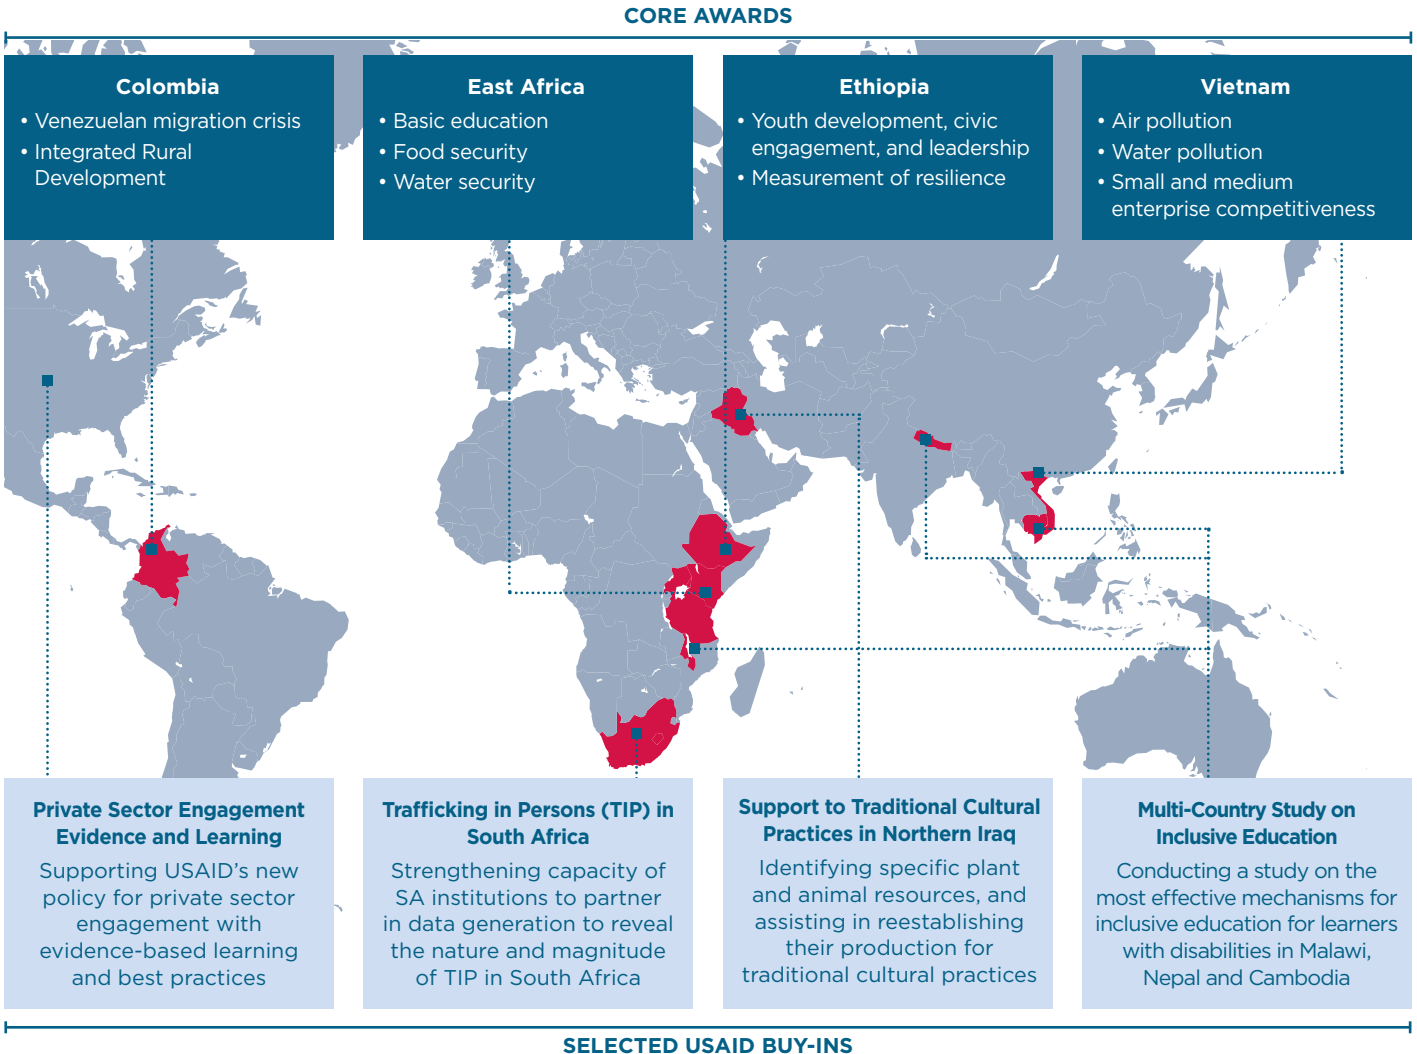 CORE AWARDS
Colombia
• Venezuelan migration crisis
• Integrated Rural
Development
East Africa
• Basic education
• Food security
• Water security
Ethiopia
• Youth development, civic
engagement, and leadership
• Measurement of resilience
Vietnam
• Air pollution
• Water pollution
• Small and medium
enterprise competitiveness
Private Sector Engagement
Evidence and Learning
Supporting USAID’s new
policy for private sector
engagement with
evidence-based learning
and best practices
Trafficking in Persons (TIP) in
South Africa
Strengthening capacity of
SA institutions to partner
in data generation to reveal
the nature and magnitude
of TIP in South Africa
Support to Traditional Cultural
Practices in Northern Iraq
Identifying specific plant
and animal resources, and
assisting in reestablishing
their production for
traditional cultural practices
Multi-Country Study on
Inclusive Education
Conducting a study on the
most effective mechanisms for
inclusive education for learners
with disabilities in Malawi,
Nepal and Cambodia
SELECTED USAID BUY-INS